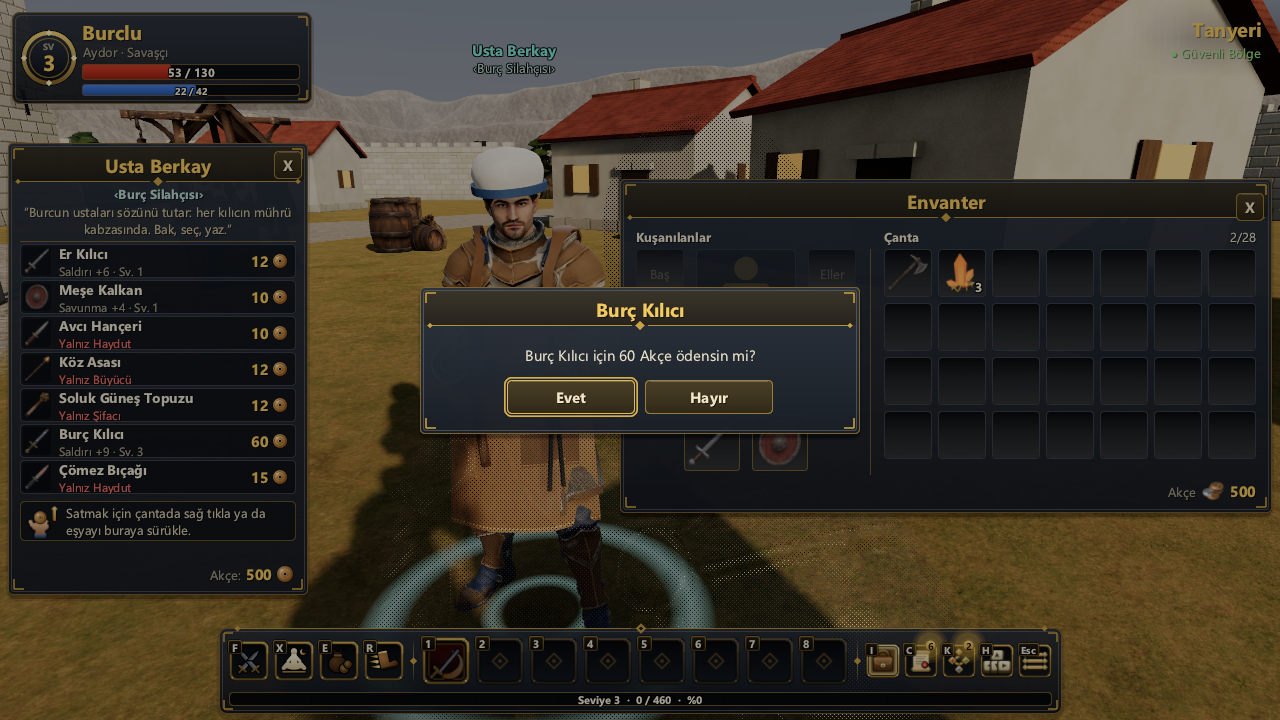 SV
3
Burclu
Aydor · Savaşçı
53 / 130
22 / 42
Usta Berkay
‹Burç Silahçısı›
Tanyeri
• Güvenli Bölge
Usta Berkay
X
‹Burç Silahçısı›
“Burcun ustaları sözünü tutar: her kılıcın mührü
kabzasında. Bak, seç, yaz.”
Er Kılıcı
12
Saldırı +6 · Sv. 1
Meşe Kalkan
10
Savunma +4 · Sv. 1
Avcı Hançeri
10
Yalnız Haydut
Köz Asası
12
Yalnız Büyücü
Soluk Güneş Topuzu
12
Yalnız Şifacı
Burç Kılıcı
60
Saldırı +9 · Sv. 3
Çömez Bıçağı
15
Yalnız Haydut
Satmak için çantada sağ tıkla ya da
eşyayı buraya sürükle.
Akçe: 500
Envanter
X
Kuşanılanlar
Çanta
2/28
Baş
Eller
3
Akçe 500
Burç Kılıcı
Burç Kılıcı için 60 Akçe ödensin mi?
Evet
Hayır
F
X
E
R
1
2
3
4
5
6
7
8
I
C
6
K
2
H
Esc
Seviye 3 · 0 / 460 · %0